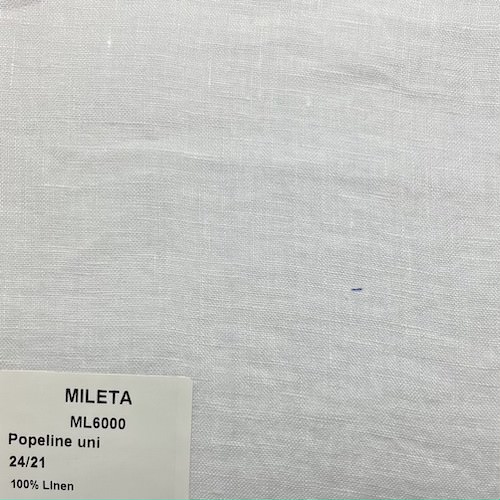 MILETA
ML6000
Popeline uni
24/21
100% LInen